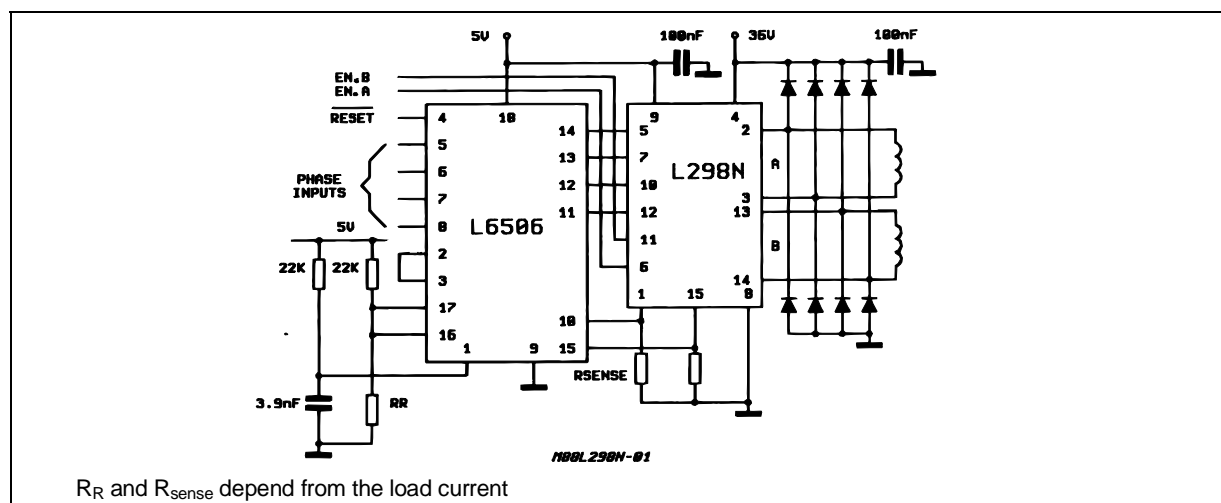 5V 100nF 36V 100nF
EN.B
EN.A
RESET
4 18 9 4
5 14 5 2
6 13 7 L298N A
PHASE INPUTS
7 12 10 3
8 L6506 11 12 13
5V
22K 22K 2 11 B
3 6 14
17 1 15 8
16 10
1 9 15
RSENSE
3.9nF RR
M88L298N-01
RR and Rsense depend from the load current